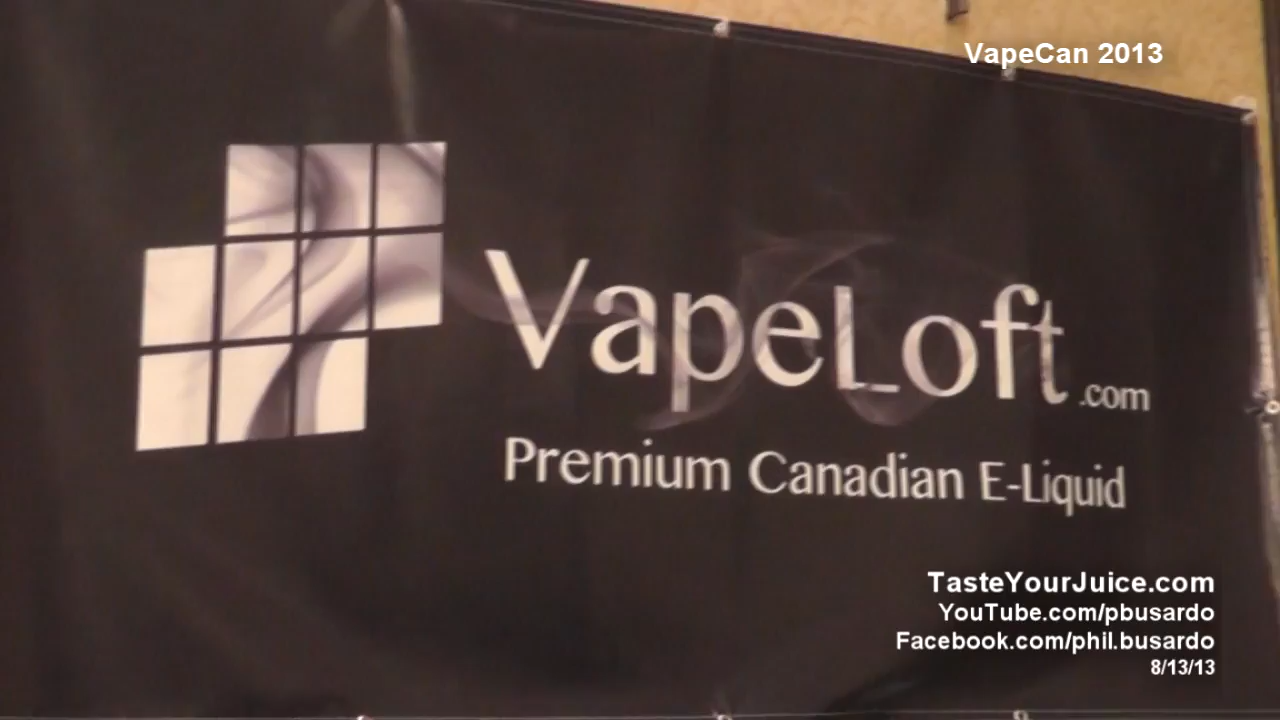 VapeCan 2013
VapeLoft.com
Premium Canadian E-Liquid
TasteYourJuice.com
YouTube.com/pbusardo
Facebook.com/phil.busardo
8/13/13